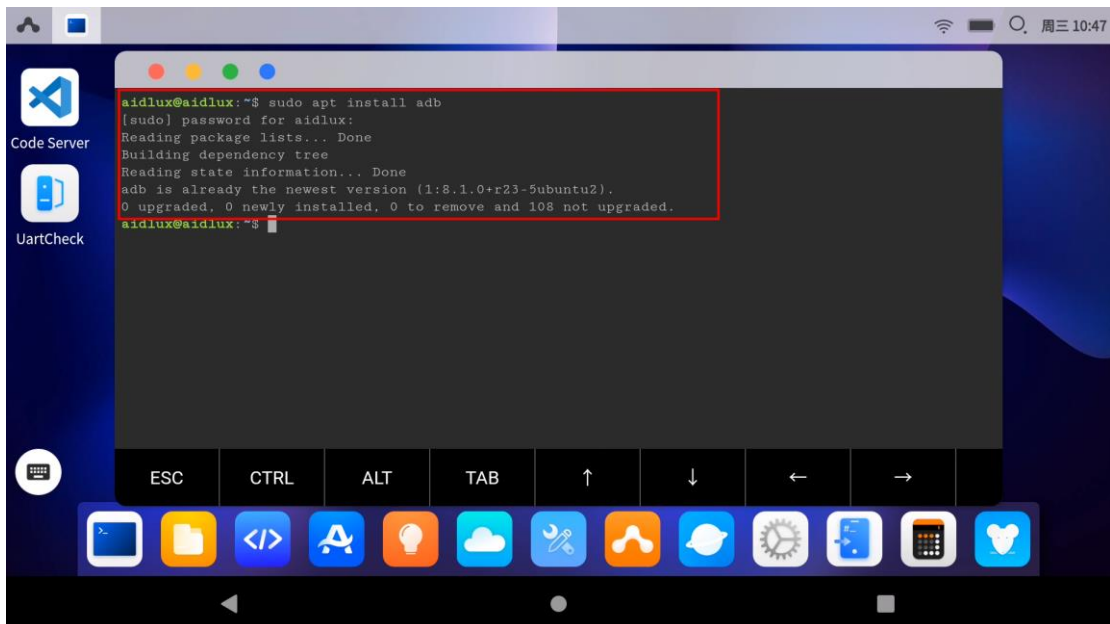 周三 10:47
Code Server
UartCheck
aidlux@aidlux:~$ sudo apt install adb
[sudo] password for aidlux:
Reading package lists... Done
Building dependency tree
Reading state information... Done
adb is already the newest version (1:8.1.0+r23-5ubuntu2).
0 upgraded, 0 newly installed, 0 to remove and 108 not upgraded.
aidlux@aidlux:~$
ESC CTRL ALT TAB ↑ ↓ ← →